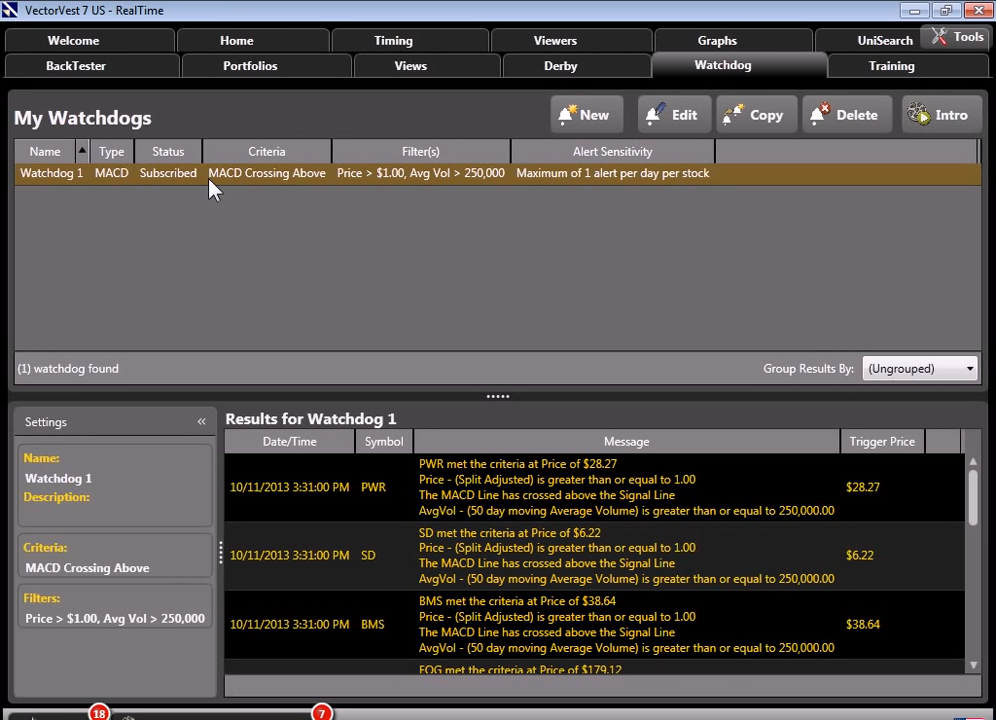 VectorVest 7 US - RealTime
Welcome Home Timing Viewers Graphs UniSearch Tools
BackTester Portfolios Views Derby Watchdog Training
My Watchdogs New Edit Copy Delete Intro
Name Type Status Criteria Filter(s) Alert Sensitivity
Watchdog 1 MACD Subscribed MACD Crossing Above Price > $1.00, Avg Vol > 250,000 Maximum of 1 alert per day per stock
(1) watchdog found Group Results By: (Ungrouped)
Settings «
Name:
Watchdog 1
Description:
Criteria:
MACD Crossing Above
Filters:
Price > $1.00, Avg Vol > 250,000
Results for Watchdog 1
Date/Time Symbol Message Trigger Price
PWR met the criteria at Price of $28.27
Price - (Split Adjusted) is greater than or equal to 1.00
10/11/2013 3:31:00 PM PWR $28.27
The MACD Line has crossed above the Signal Line
AvgVol - (50 day moving Average Volume) is greater than or equal to 250,000.00
SD met the criteria at Price of $6.22
Price - (Split Adjusted) is greater than or equal to 1.00
10/11/2013 3:31:00 PM SD $6.22
The MACD Line has crossed above the Signal Line
AvgVol - (50 day moving Average Volume) is greater than or equal to 250,000.00
BMS met the criteria at Price of $38.64
Price - (Split Adjusted) is greater than or equal to 1.00
10/11/2013 3:31:00 PM BMS $38.64
The MACD Line has crossed above the Signal Line
AvgVol - (50 day moving Average Volume) is greater than or equal to 250,000.00
met the criteria at Price of $179.12
18 7